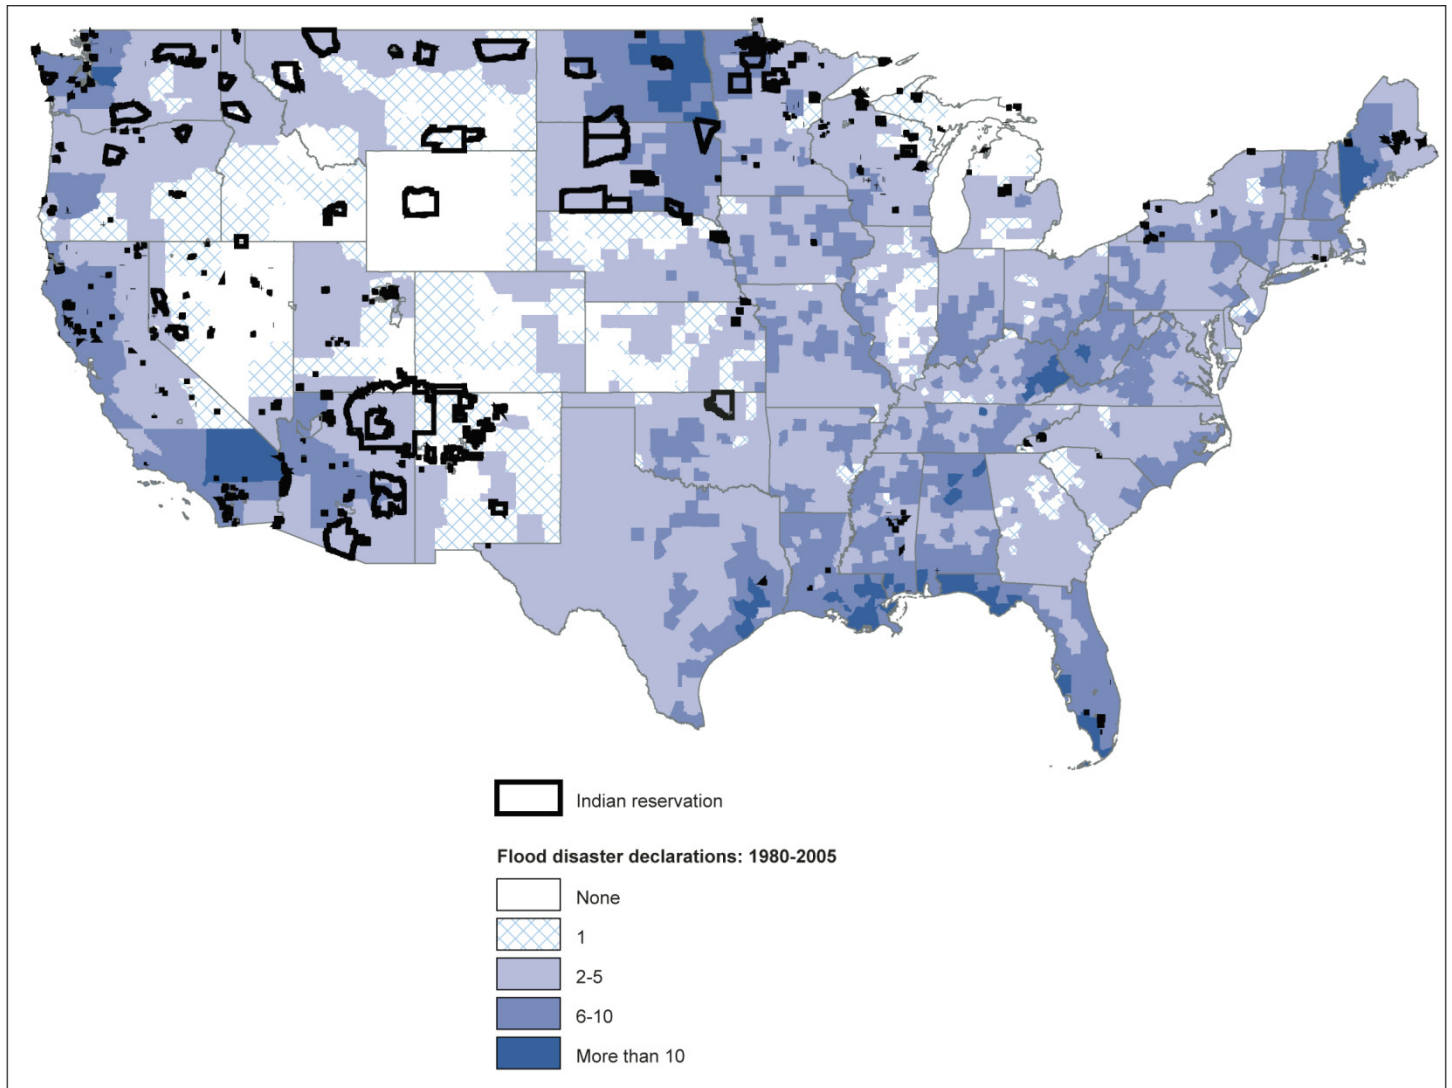 Indian reservation
Flood disaster declarations: 1980-2005
None
1
2-5
6-10
More than 10